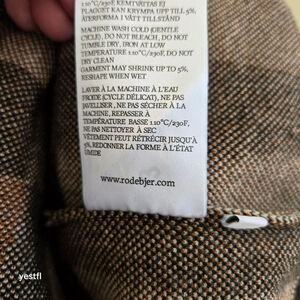 110°C/230F, KEMTVÄTTAS EJ
PLAGGET KAN KRYMPA UPP TILL 5%,
ÅTERFORMA I VÅTT TILLSTÅND
MACHINE WASH COLD (GENTLE
CYCLE), DO NOT BLEACH, DO NOT
TUMBLE DRY, IRON AT LOW
TEMPERATURE 110°C/230F, DO NOT
DRY CLEAN
GARMENT MAY SHRINK UP TO 5%,
RESHAPE WHEN WET
LAVER À LA MACHINE À L'EAU
FROIDE (CYCLE DÉLICAT), NE PAS
JAVELLISER, NE PAS SÉCHER À LA
MACHINE, REPASSER À
TEMPÉRATURE BASSE 110°C/230F,
NE PAS NETTOYER À SEC
VÊTEMENT PEUT RÉTRÉCIR JUSQU'À
5%, REDONNER LA FORME À L'ÉTAT
UMIDE
www.rodebjer.com
yestfl